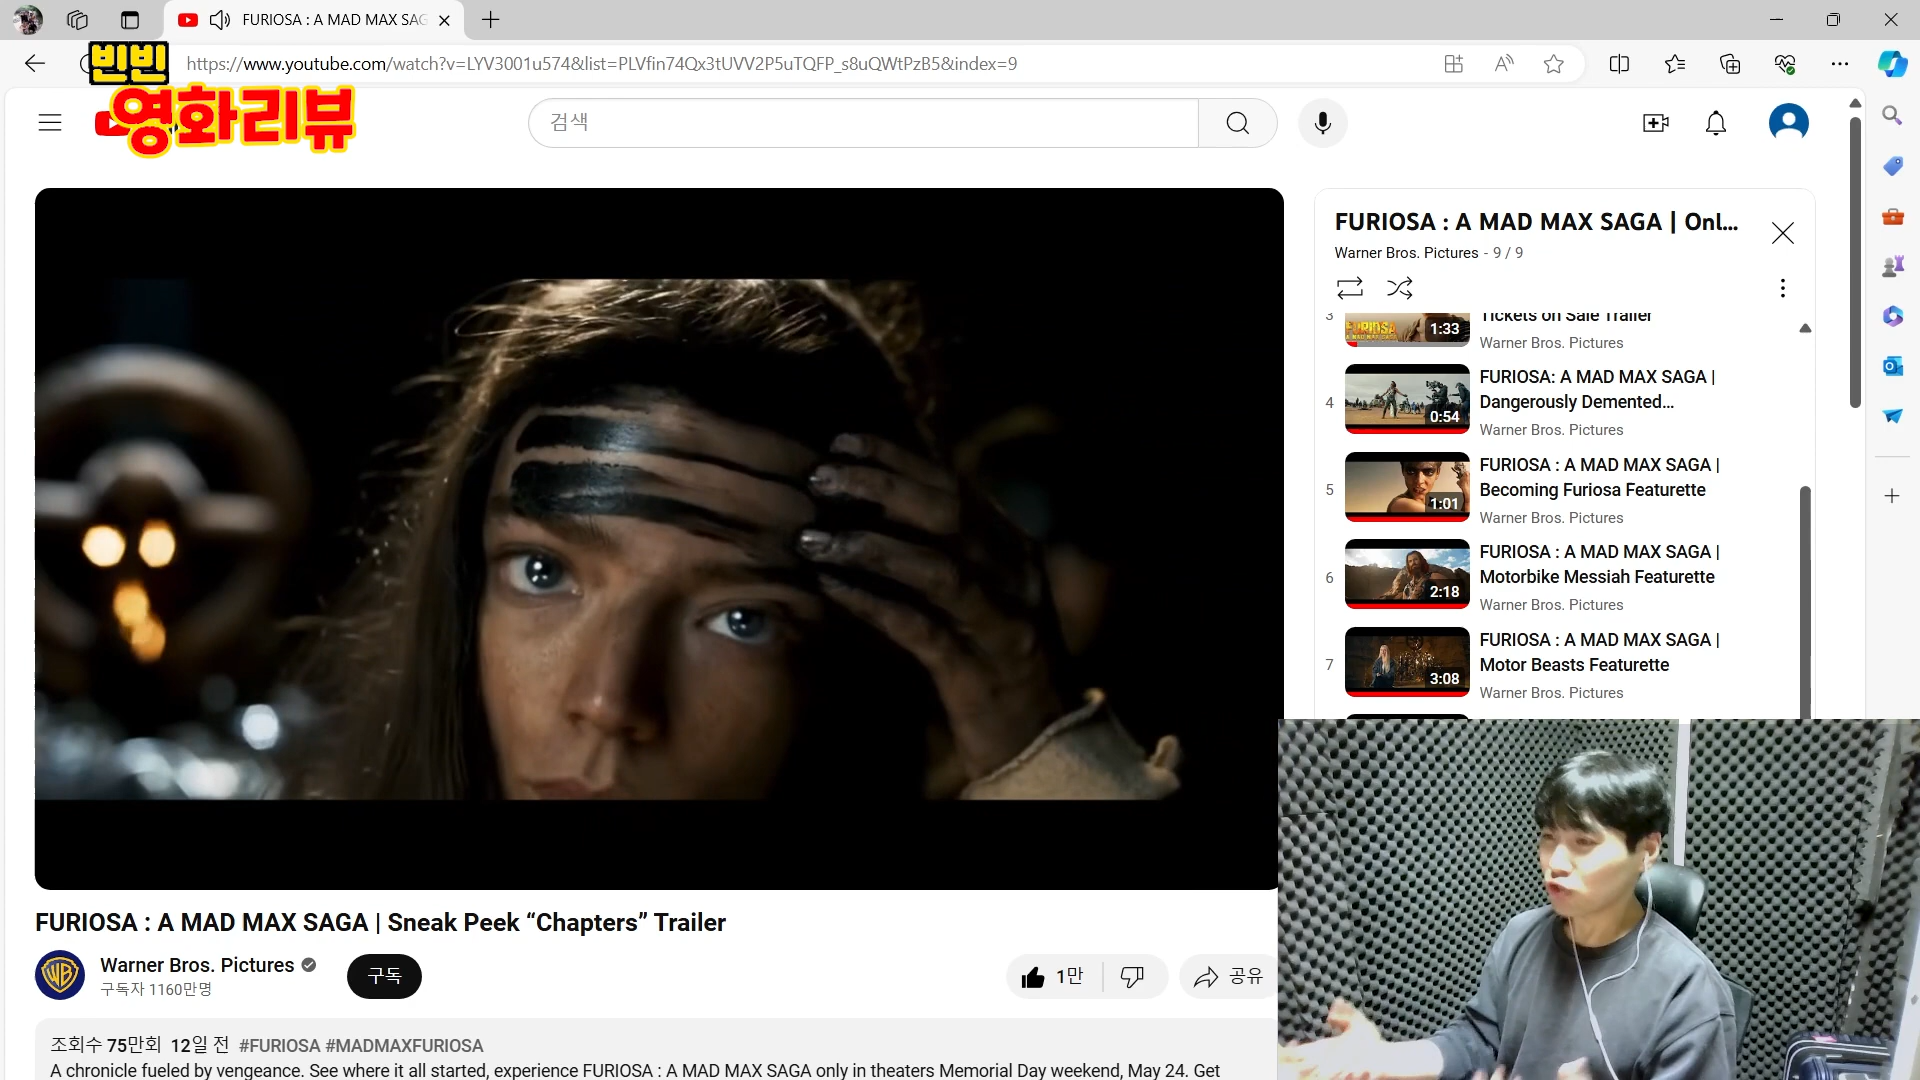 FURIOSA : A MAD MAX SAG
빈빈
영화리뷰
https://www.youtube.com/watch?v=LYV3001u574&list=PLVfin74Qx3tUVV2P5uTQFP_s8uQWtPzB5&index=9
검색
FURIOSA : A MAD MAX SAGA | Onl...
Warner Bros. Pictures - 9 / 9
3
Tickets on Sale Trailer
FURIOSA
1:33
Warner Bros. Pictures
4
FURIOSA: A MAD MAX SAGA |
Dangerously Demented...
0:54
Warner Bros. Pictures
5
FURIOSA : A MAD MAX SAGA |
Becoming Furiosa Featurette
1:01
Warner Bros. Pictures
6
FURIOSA : A MAD MAX SAGA |
Motorbike Messiah Featurette
2:18
Warner Bros. Pictures
7
FURIOSA : A MAD MAX SAGA |
Motor Beasts Featurette
3:08
Warner Bros. Pictures
FURIOSA : A MAD MAX SAGA | Sneak Peek “Chapters” Trailer
Warner Bros. Pictures
구독자 1160만명
구독
1만
공유
조회수 75만회 12일 전 #FURIOSA #MADMAXFURIOSA
A chronicle fueled by vengeance. See where it all started, experience FURIOSA : A MAD MAX SAGA only in theaters Memorial Day weekend, May 24. Get